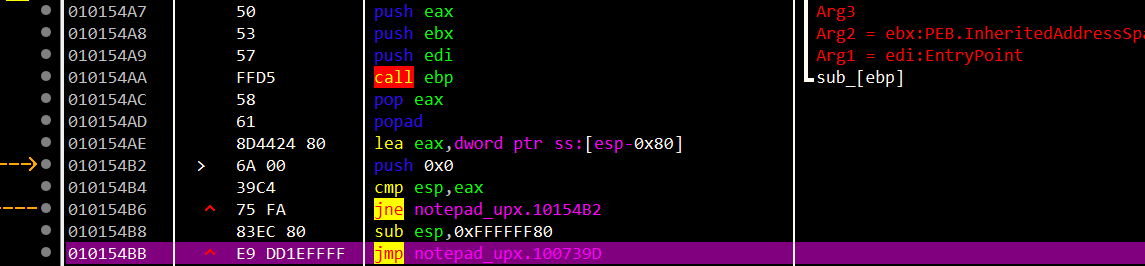 010154A7 50 push eax Arg3
010154A8 53 push ebx Arg2 = ebx:PEB.InheritedAddressSpa
010154A9 57 push edi Arg1 = edi:EntryPoint
010154AA FFD5 call ebp sub_[ebp]
010154AC 58 pop eax
010154AD 61 popad
010154AE 8D4424 80 lea eax,dword ptr ss:[esp-0x80]
010154B2 > 6A 00 push 0x0
010154B4 39C4 cmp esp,eax
010154B6 ^ 75 FA jne notepad_upx.10154B2
010154B8 83EC 80 sub esp,0xFFFFFF80
010154BB ^ E9 DD1EFFFF jmp notepad_upx.100739D